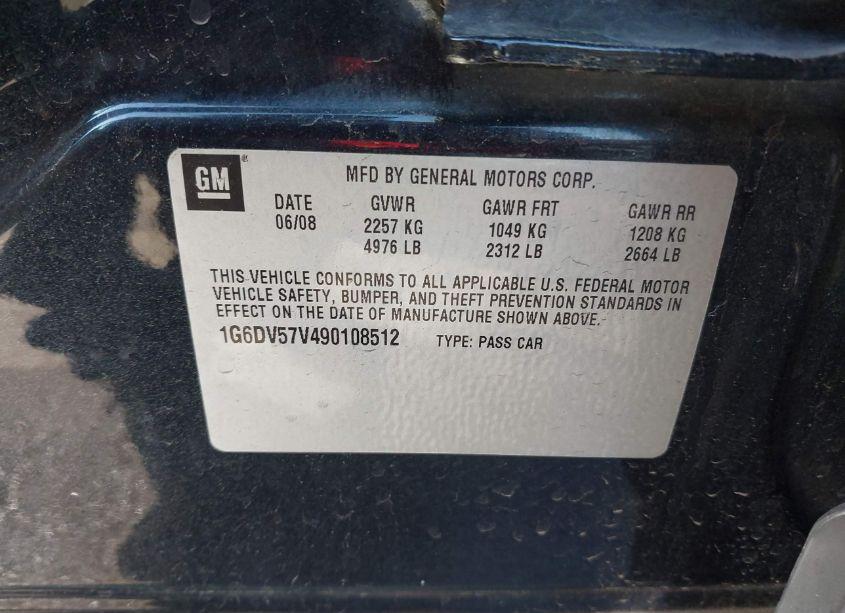 GM ®
MFD BY GENERAL MOTORS CORP.
DATE GVWR GAWR FRT GAWR RR
06/08 2257 KG 1049 KG 1208 KG
4976 LB 2312 LB 2664 LB
THIS VEHICLE CONFORMS TO ALL APPLICABLE U.S. FEDERAL MOTOR
VEHICLE SAFETY, BUMPER, AND THEFT PREVENTION STANDARDS IN
EFFECT ON THE DATE OF MANUFACTURE SHOWN ABOVE.
1G6DV57V490108512 TYPE: PASS CAR